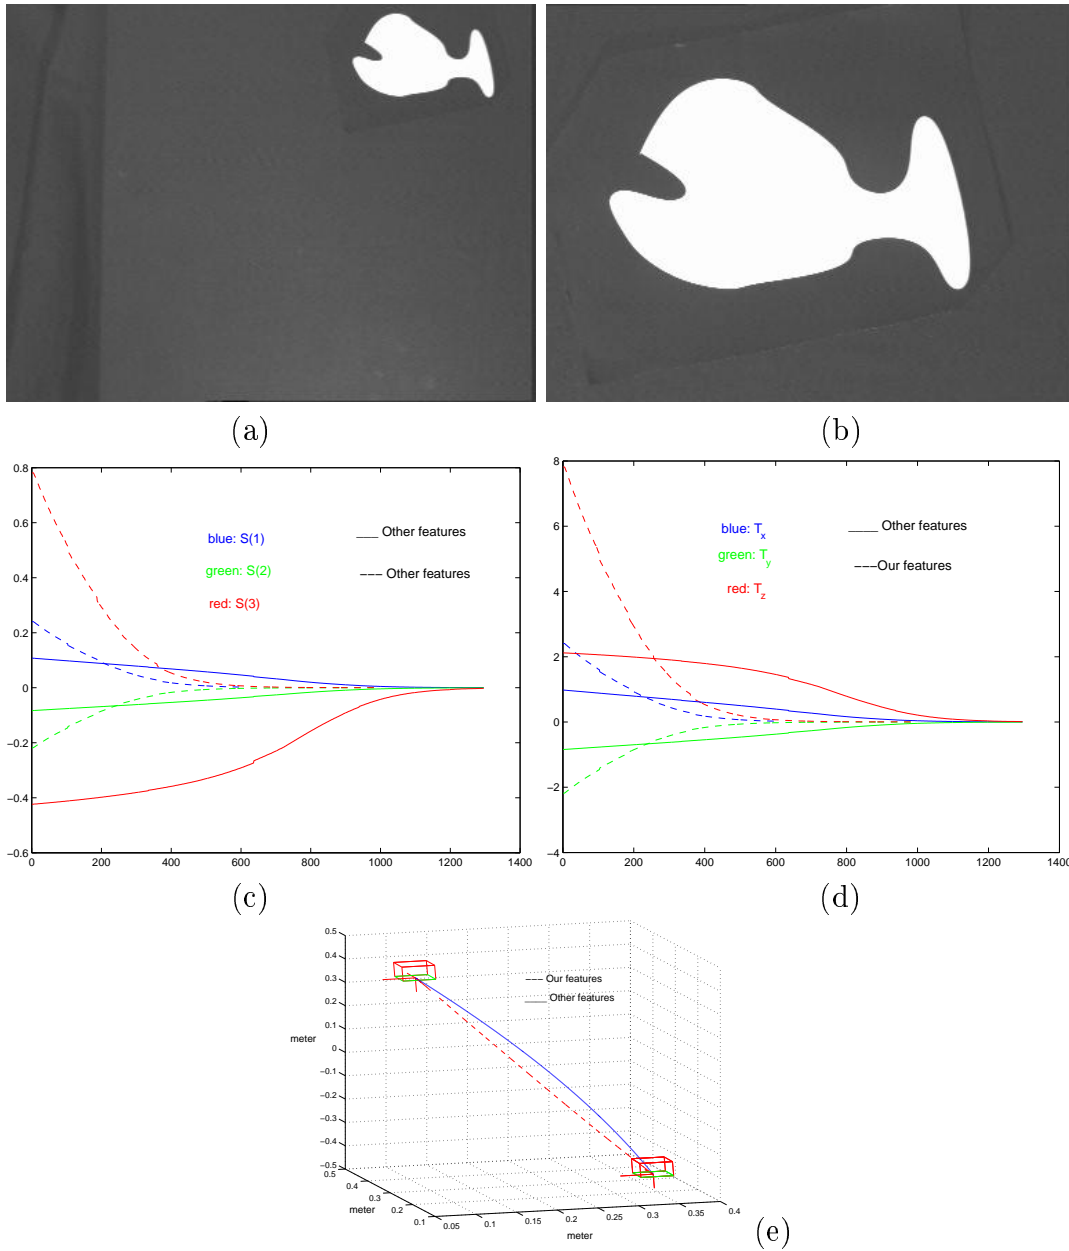 (a)
(b)
0.8
0.6
0.4
0.2
0
−0.2
−0.4
−0.6
0 200 400 600 800 1000 1200 1400
blue: S(1)
green: S(2)
red: S(3)
___ Other features
--- Other features
(c)
8
6
4
2
0
−2
−4
0 200 400 600 800 1000 1200 1400
blue: Tx
green: Ty
red: Tz
____ Other features
---Our features
(d)
0.5
0.4
0.3
0.2
0.1
0
−0.1
−0.2
−0.3
−0.4
−0.5
meter
0.5
0.4
0.3
0.2
0.1
meter
0.05 0.1 0.15 0.2 0.25 0.3 0.35 0.4
meter
--- Our features
____ Other features
(e)